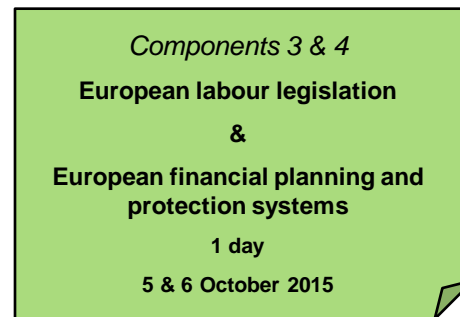 Components 3 & 4
European labour legislation
&
European financial planning and
protection systems
1 day
5 & 6 October 2015